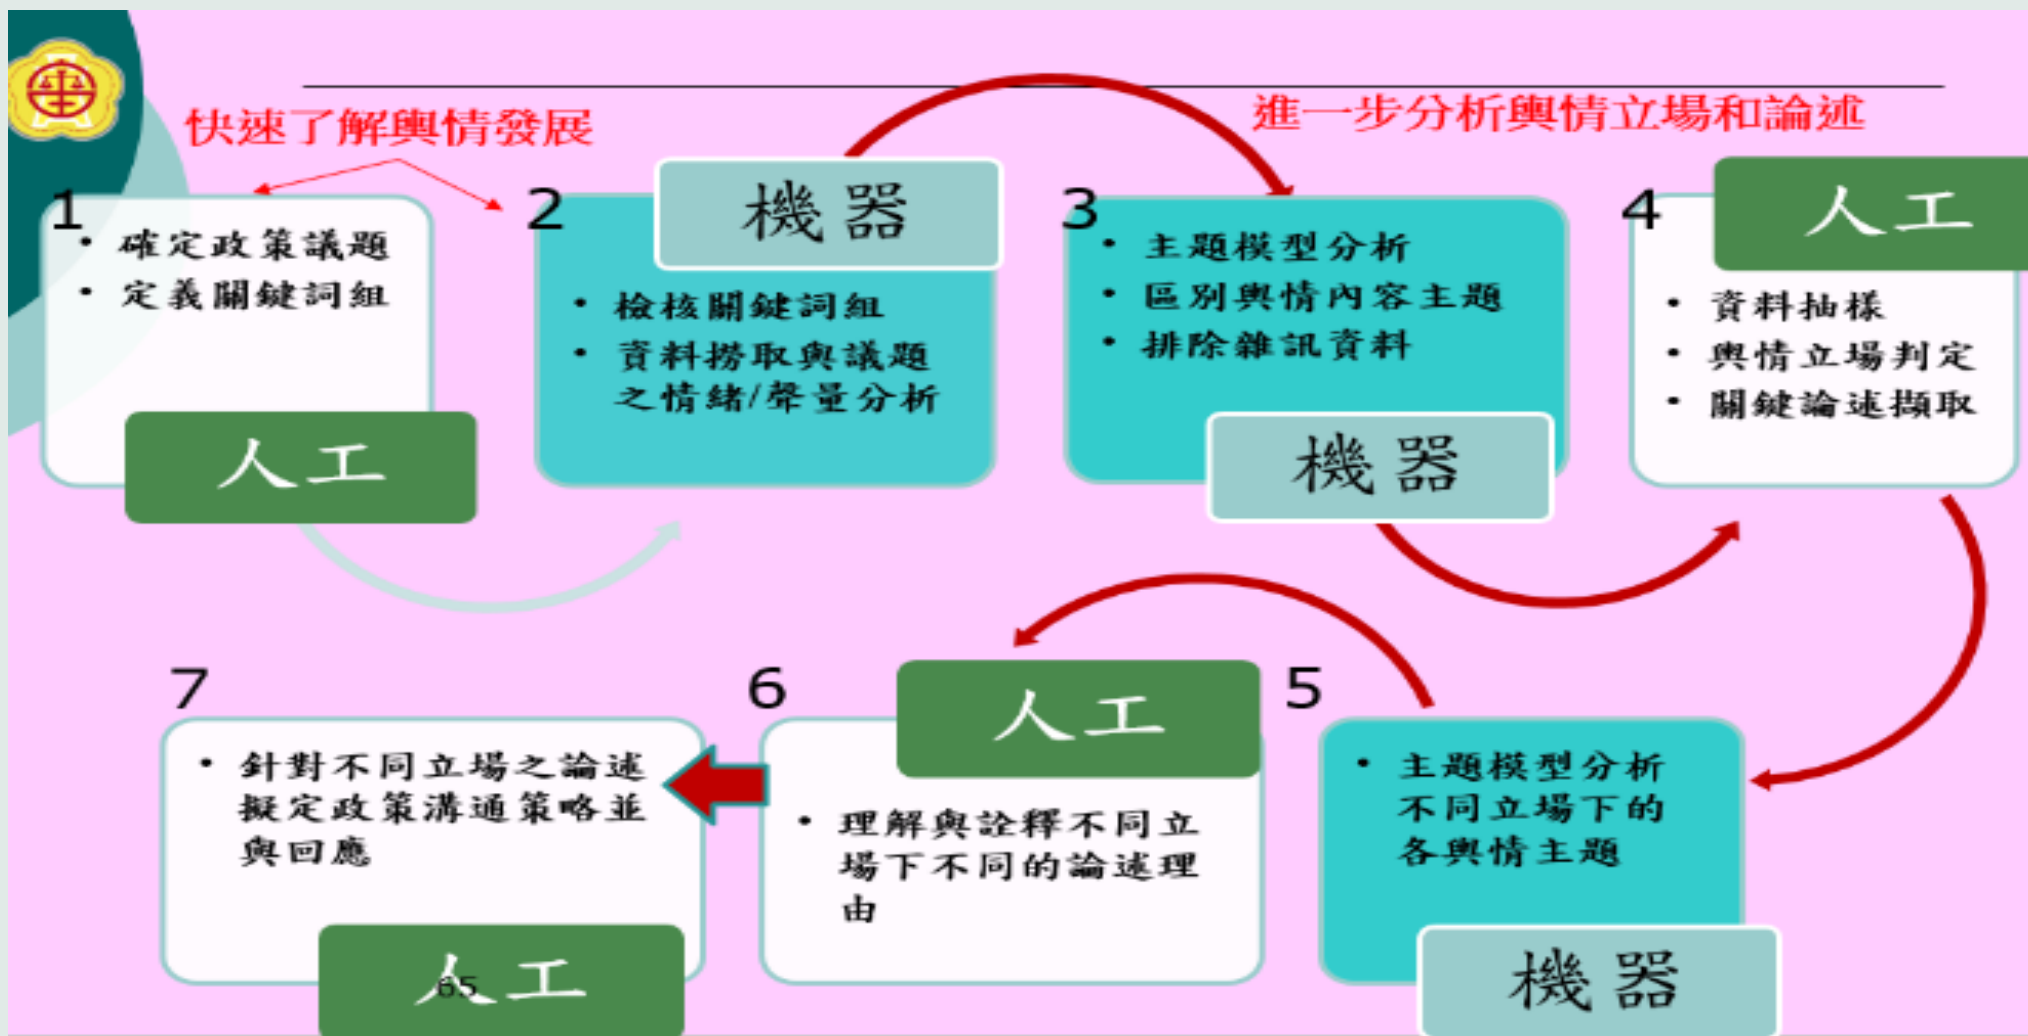 快速了解輿情發展
進一步分析輿情立場和論述
1
• 確定政策議題
• 定義關鍵詞組
人工
2
機器
• 檢核關鍵詞組
• 資料撈取與議題
之情緒/聲量分析
3
• 主題模型分析
• 區別輿情內容主題
• 排除雜訊資料
機器
4
人工
• 資料抽樣
• 輿情立場判定
• 關鍵論述擷取
7
• 針對不同立場之論述
擬定政策溝通策略並
與回應
人工
65
6
人工
• 理解與詮釋不同立
場下不同的論述理
由
5
• 主題模型分析
不同立場下的
各輿情主題
機器